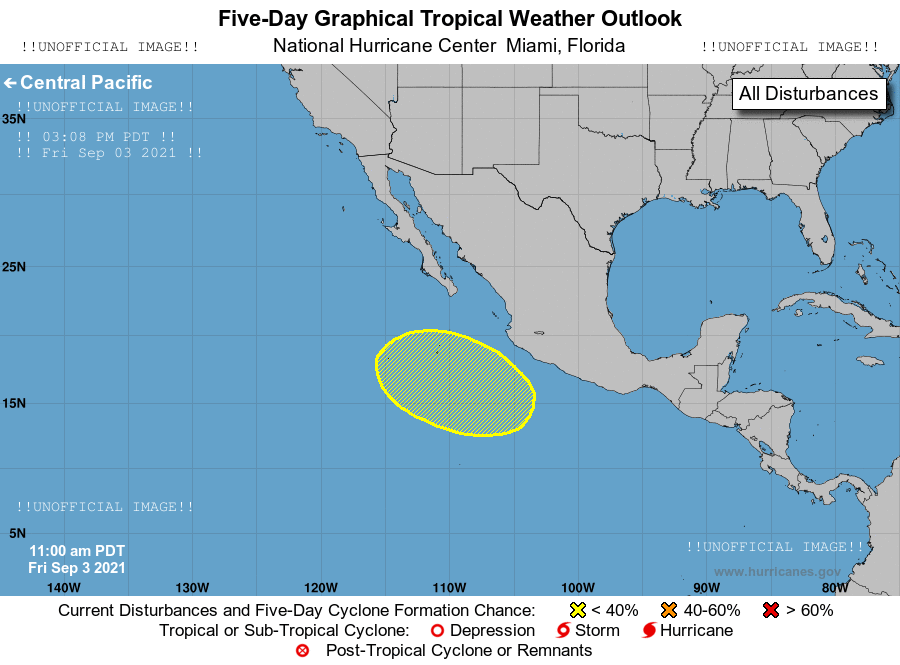 Five-Day Graphical Tropical Weather Outlook
!!UNOFFICIAL IMAGE!! National Hurricane Center Miami, Florida !!UNOFFICIAL IMAGE!!
← Central Pacific
All Disturbances
!!UNOFFICIAL IMAGE!!
35N
!! 03:08 PM PDT !!
!! Fri Sep 03 2021 !!
25N
15N
!!UNOFFICIAL IMAGE!!
5N
!!UNOFFICIAL IMAGE!!
11:00 am PDT
Fri Sep 3 2021
www.hurricanes.gov
140W 130W 120W 110W 100W 90W 80W
Current Disturbances and Five-Day Cyclone Formation Chance: < 40% 40-60% > 60%
Tropical or Sub-Tropical Cyclone: Depression Storm Hurricane
Post-Tropical Cyclone or Remnants